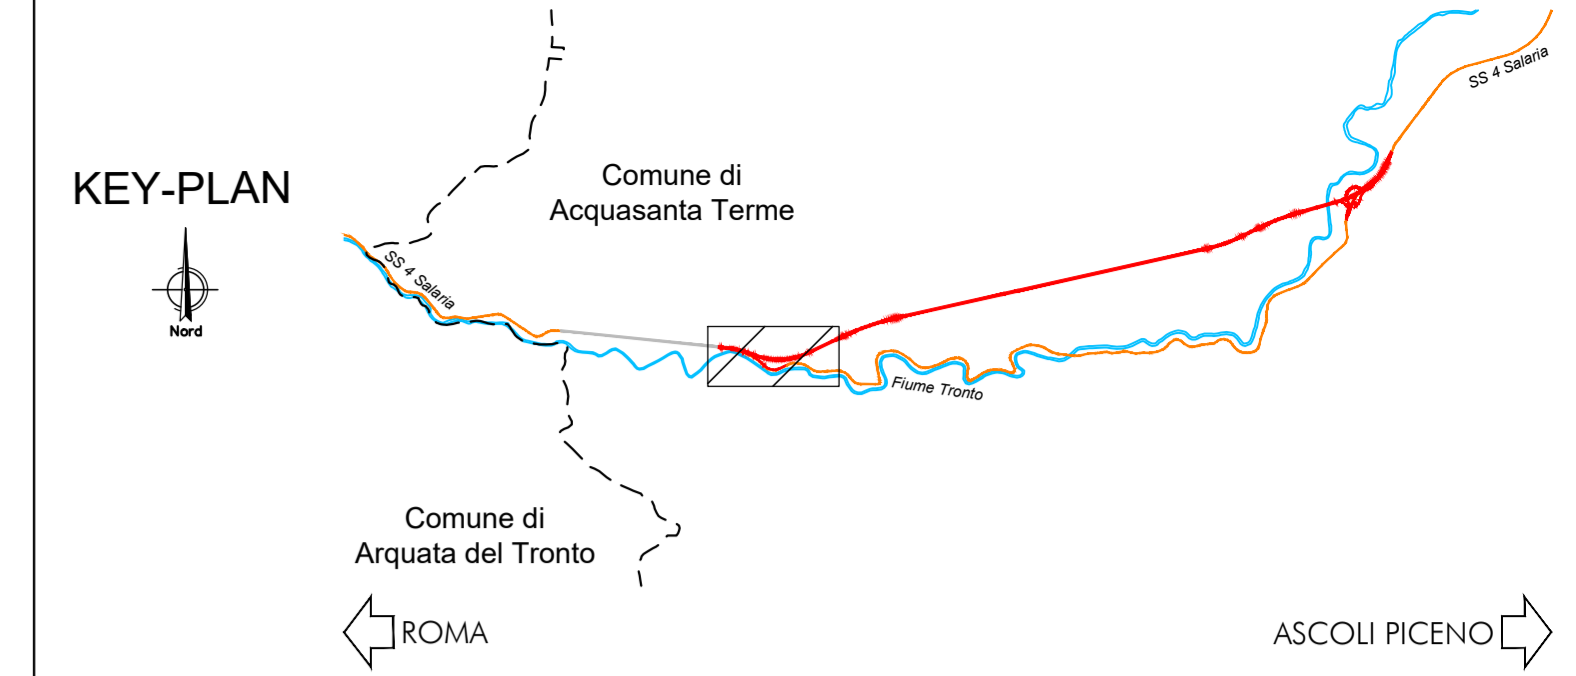 SS 4 Salaria
KEY-PLAN
Comune di
Acquasanta Terme
SS 4 Salaria
Nord
Fiume Tronto
Comune di
Arquata del Tronto
ROMA
ASCOLI PICENO